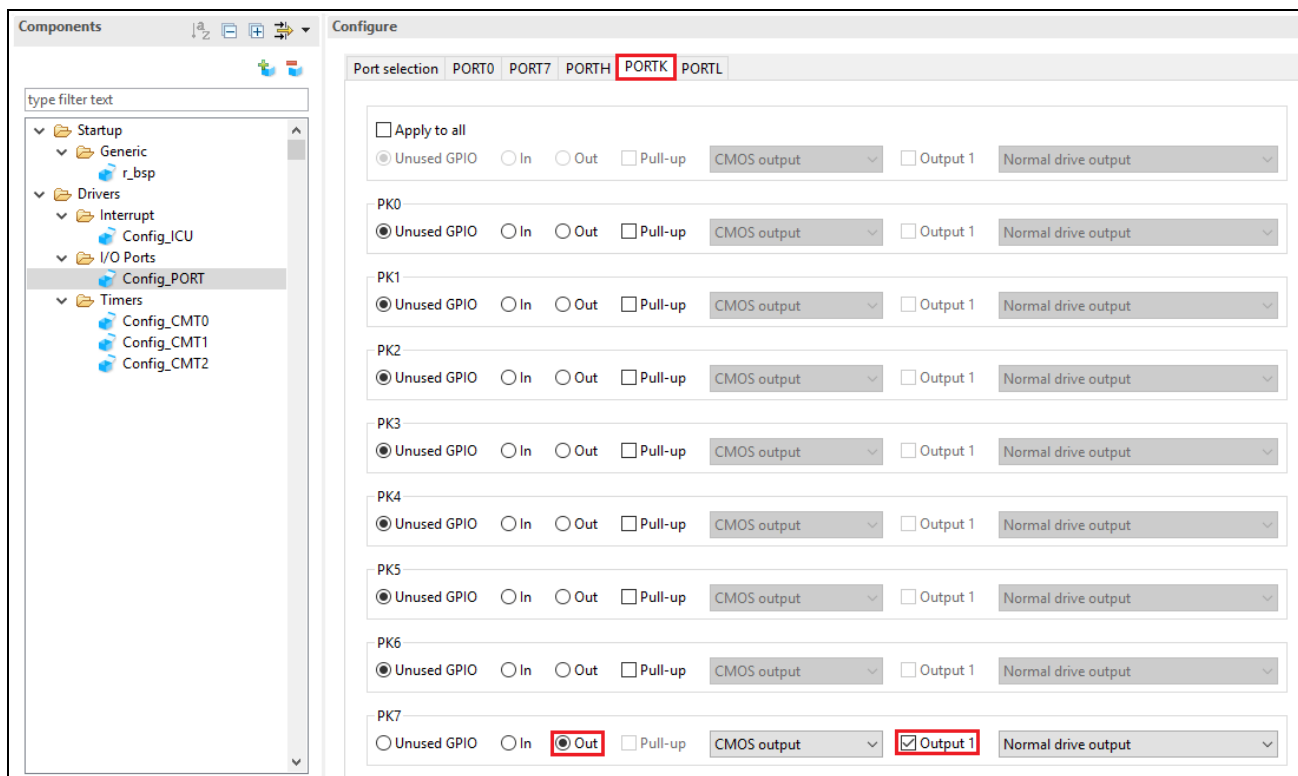 Components
Configure
Port selection PORT0 PORT7 PORTH PORTK PORTL
type filter text
Startup
Generic
r_bsp
Drivers
Interrupt
Config_ICU
I/O Ports
Config_PORT
Timers
Config_CMT0
Config_CMT1
Config_CMT2
Apply to all
Unused GPIO In Out Pull-up CMOS output Output 1 Normal drive output
PK0
Unused GPIO In Out Pull-up CMOS output Output 1 Normal drive output
PK1
Unused GPIO In Out Pull-up CMOS output Output 1 Normal drive output
PK2
Unused GPIO In Out Pull-up CMOS output Output 1 Normal drive output
PK3
Unused GPIO In Out Pull-up CMOS output Output 1 Normal drive output
PK4
Unused GPIO In Out Pull-up CMOS output Output 1 Normal drive output
PK5
Unused GPIO In Out Pull-up CMOS output Output 1 Normal drive output
PK6
Unused GPIO In Out Pull-up CMOS output Output 1 Normal drive output
PK7
Unused GPIO In Out Pull-up CMOS output Output 1 Normal drive output